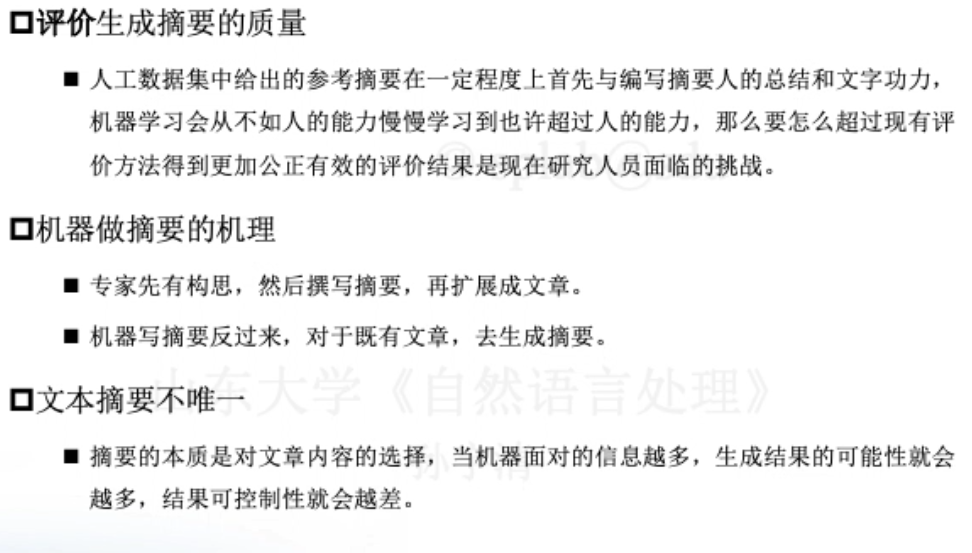 评价生成摘要的质量
人工数据集中给出的参考摘要在一定程度上首先与编写摘要人的总结和文字功力，
机器学习会从不如人的能力慢慢学习到也许超过人的能力，那么要怎么超过现有评
价方法得到更加公正有效的评价结果是现在研究人员面临的挑战。
机器做摘要的机理
专家先有构思，然后撰写摘要，再扩展成文章。
机器写摘要反过来，对于既有文章，去生成摘要。
山东大学《自然语言处理》
文本摘要不唯一
摘要的本质是对文章内容的选择，当机器面对的信息越多，生成结果的可能性就会
越多，结果可控制性就会越差。